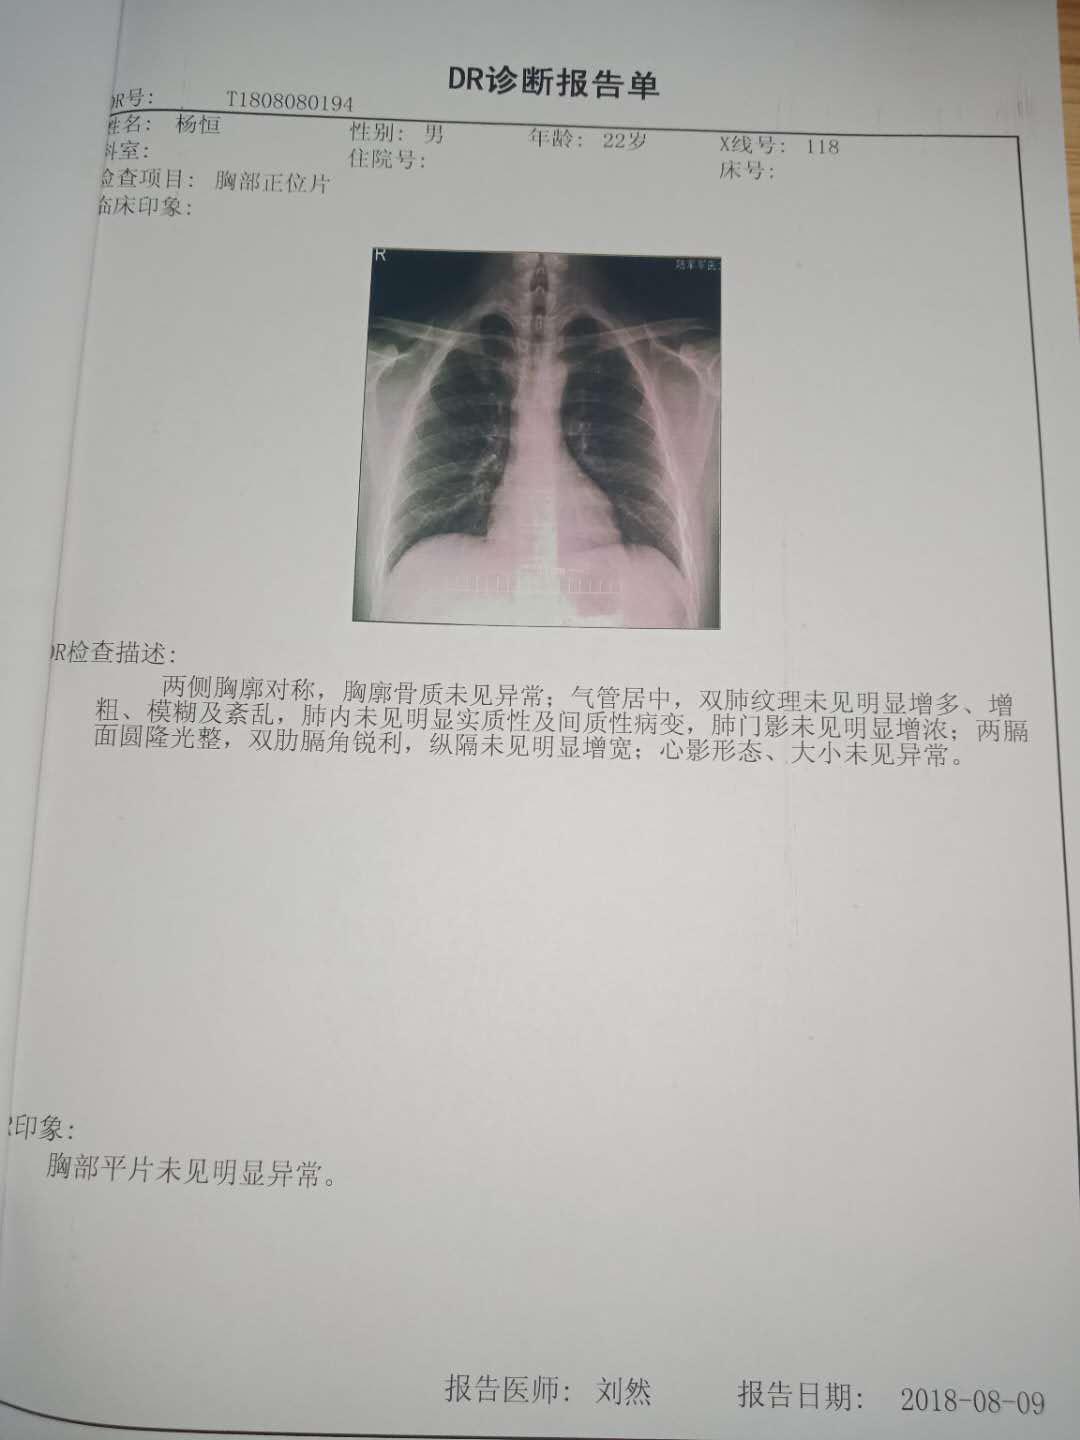 DR诊断报告单
DR号: T1808080194
姓名: 杨恒 性别: 男 年龄: 22岁 X线号: 118
科室: 住院号: 床号:
检查项目: 胸部正位片
临床印象:
R
DR检查描述:
两侧胸廓对称，胸廓骨质未见异常；气管居中，双肺纹理未见明显增多、增
粗、模糊及紊乱，肺内未见明显实质性及间质性病变，肺门影未见明显增浓；两膈
面圆隆光整，双肋膈角锐利，纵隔未见明显增宽；心影形态、大小未见异常。
R印象:
胸部平片未见明显异常。
报告医师: 刘然 报告日期: 2018-08-09